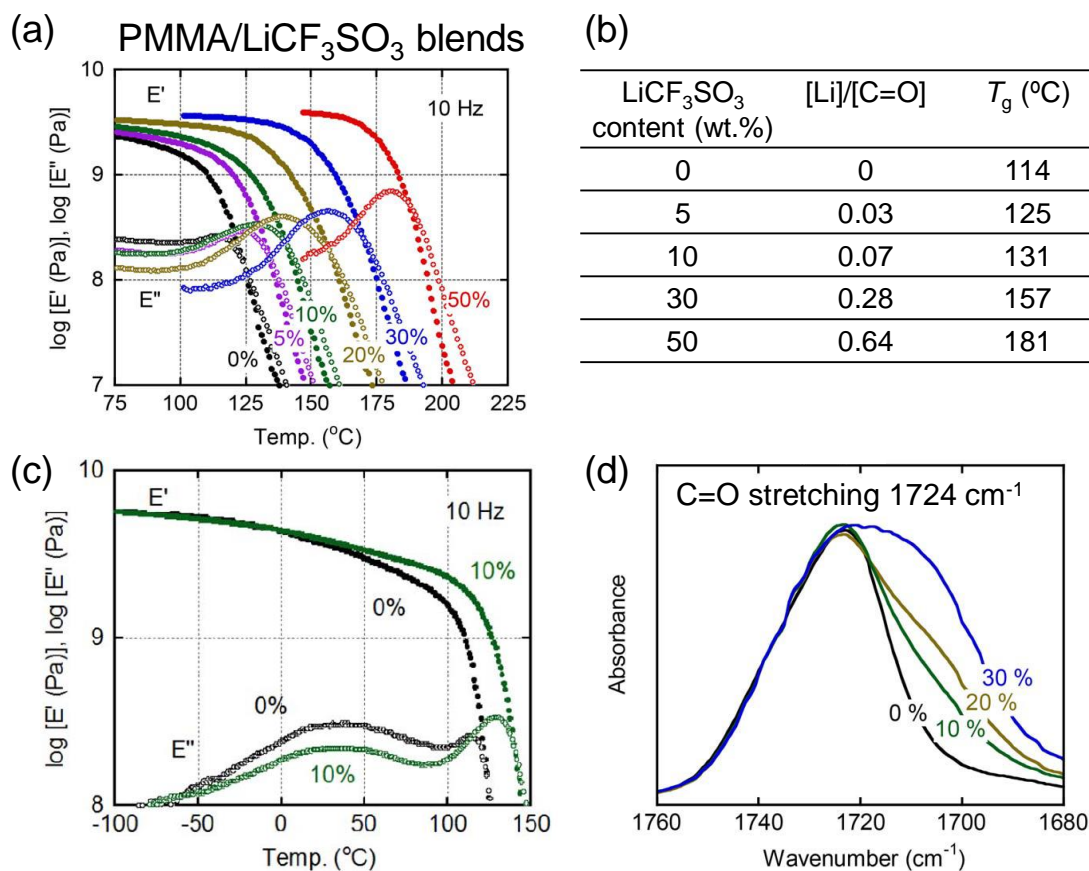 (a) PMMA/LiCF₃SO₃ blends
10
E'
10 Hz
log [E' (Pa)], log [E" (Pa)]
9
8
E"
0%
5%
10%
20%
30%
50%
7
75 100 125 150 175 200 225
Temp. (°C)
(b)
LiCF₃SO₃ content (wt.%) [Li]/[C=O] Tg (ºC)
0 0 114
5 0.03 125
10 0.07 131
30 0.28 157
50 0.64 181
(c)
10
E'
10 Hz
log [E' (Pa)], log [E" (Pa)]
10%
0%
9
0%
E"
10%
8
-100 -50 0 50 100 150
Temp. (°C)
(d)
C=O stretching 1724 cm⁻¹
Absorbance
30 %
20 %
10 %
0 %
1760 1740 1720 1700 1680
Wavenumber (cm⁻¹)